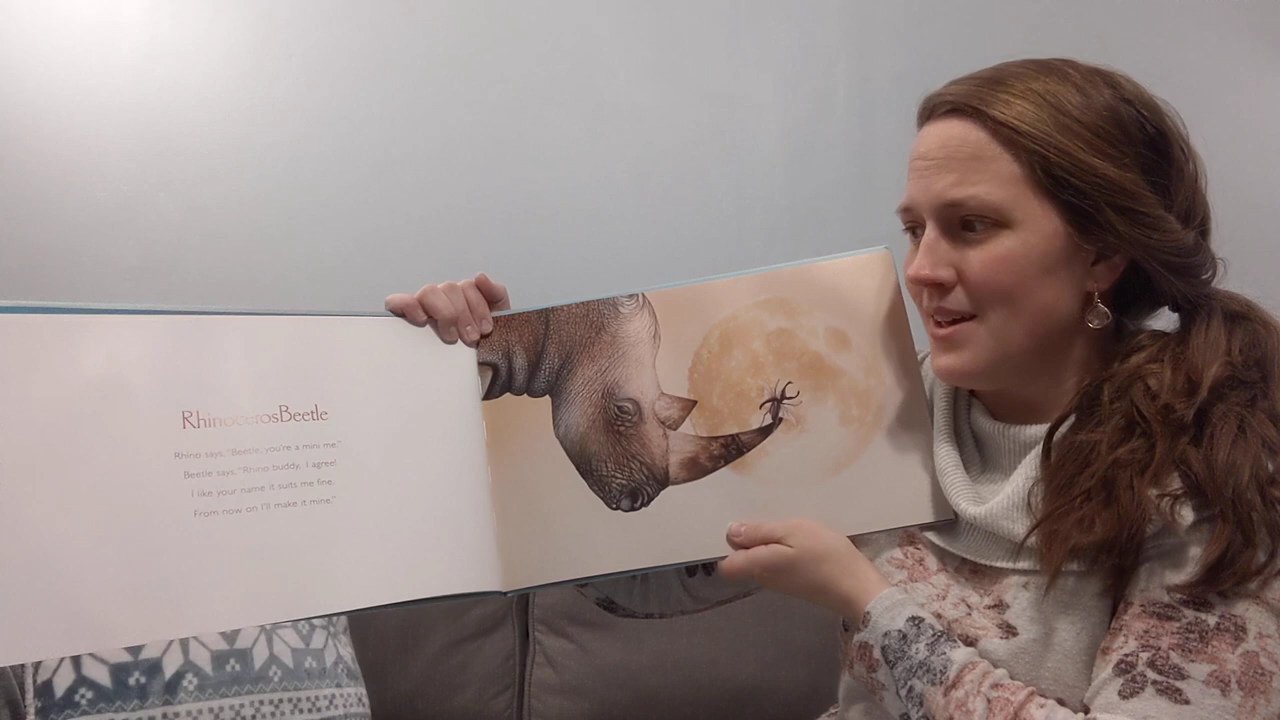 RhinocerosBeetle
Rhino says, "Beetle, you're a mini me."
Beetle says, "Rhino buddy, I agree!
I like your name it suits me fine.
From now on I'll make it mine."